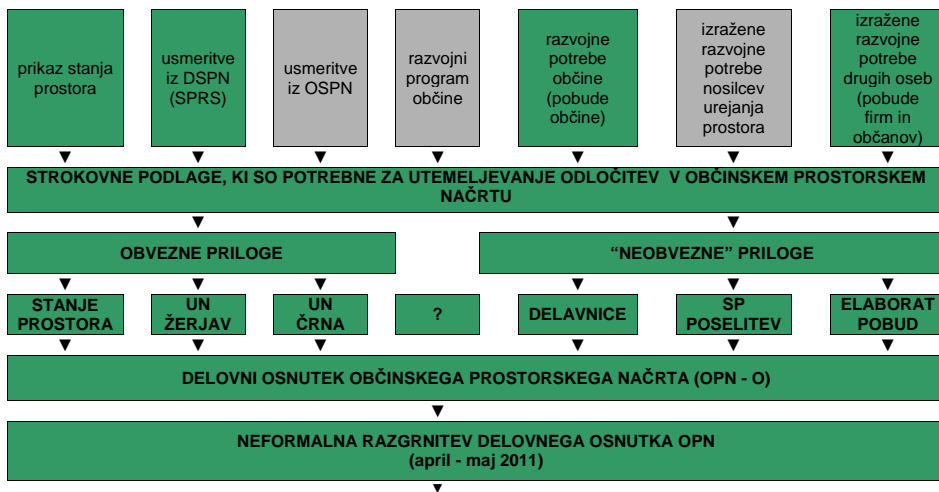 prikaz stanja
prostora
usmeritve
iz DSPN
(SPRS)
usmeritve
iz OSPN
razvojni
program
občine
razvojne
potrebe
občine
(pobude
občine)
izražene
razvojne
potrebe
nosilcev
urejanja
prostora
izražene
razvojne
potrebe
drugih oseb
(pobude
firm in
občanov)
STROKOVNE PODLAGE, KI SO POTREBNE ZA UTEMELJEVANJE ODLOČITEV V OBČINSKEM PROSTORSKEM
NAČRTU
OBVEZNE PRILOGE
“NEOBVEZNE” PRILOGE
STANJE
PROSTORA
UN
ŽERJAV
UN
ČRNA
?
DELAVNICE
SP
POSELITEV
ELABORAT
POBUD
DELOVNI OSNUTEK OBČINSKEGA PROSTORSKEGA NAČRTA (OPN - O)
NEFORMALNA RAZGRNITEV DELOVNEGA OSNUTKA OPN
(april - maj 2011)